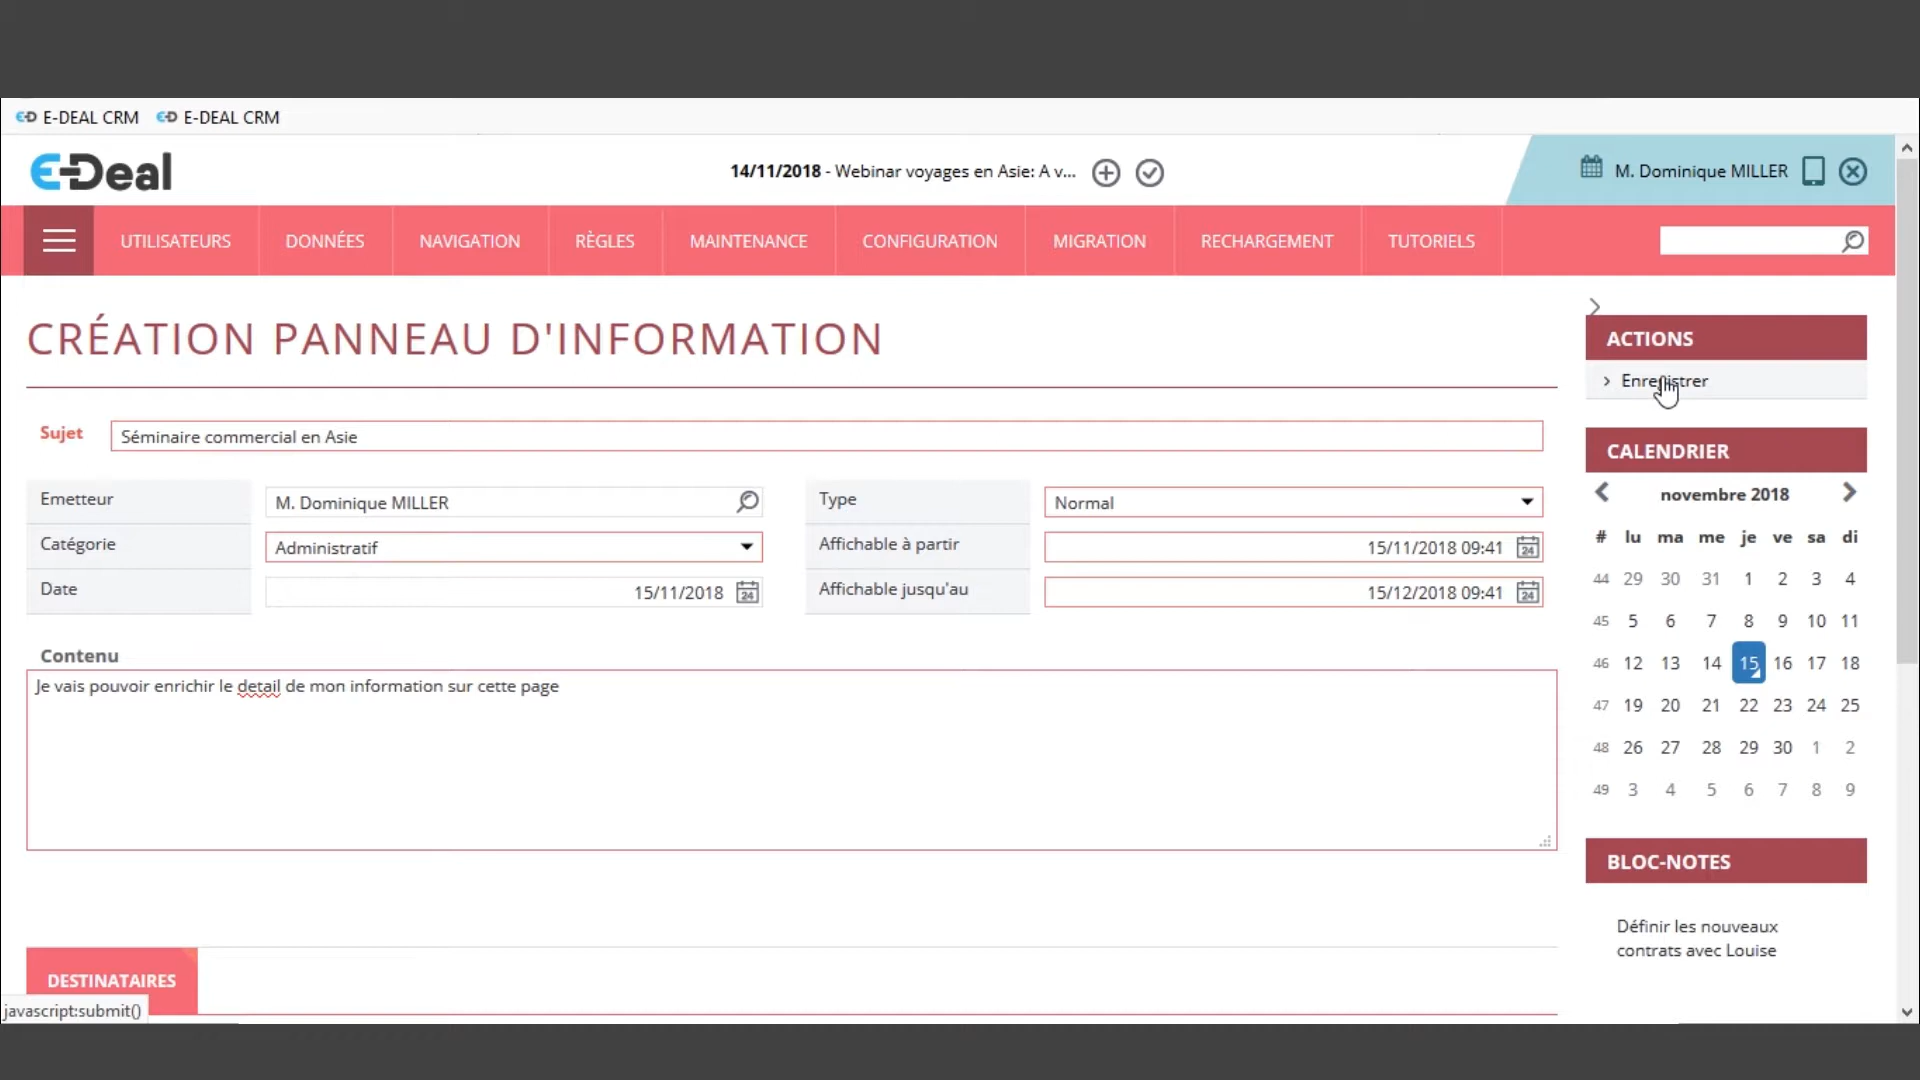 E-DEAL CRM E-DEAL CRM
E-Deal
14/11/2018 - Webinar voyages en Asie: A v...
M. Dominique MILLER
UTILISATEURS DONNÉES NAVIGATION RÈGLES MAINTENANCE CONFIGURATION MIGRATION RECHARGEMENT TUTORIELS
CRÉATION PANNEAU D'INFORMATION
Sujet Séminaire commercial en Asie
Emetteur M. Dominique MILLER Type Normal
Catégorie Administratif Affichable à partir 15/11/2018 09:41
Date 15/11/2018 Affichable jusqu'au 15/12/2018 09:41
Contenu
Je vais pouvoir enrichir le detail de mon information sur cette page
DESTINATAIRES
javascript:submit()
ACTIONS
Enregistrer
CALENDRIER
novembre 2018
# lu ma me je ve sa di
44 29 30 31 1 2 3 4
45 5 6 7 8 9 10 11
46 12 13 14 15 16 17 18
47 19 20 21 22 23 24 25
48 26 27 28 29 30 1 2
49 3 4 5 6 7 8 9
BLOC-NOTES
Définir les nouveaux
contrats avec Louise